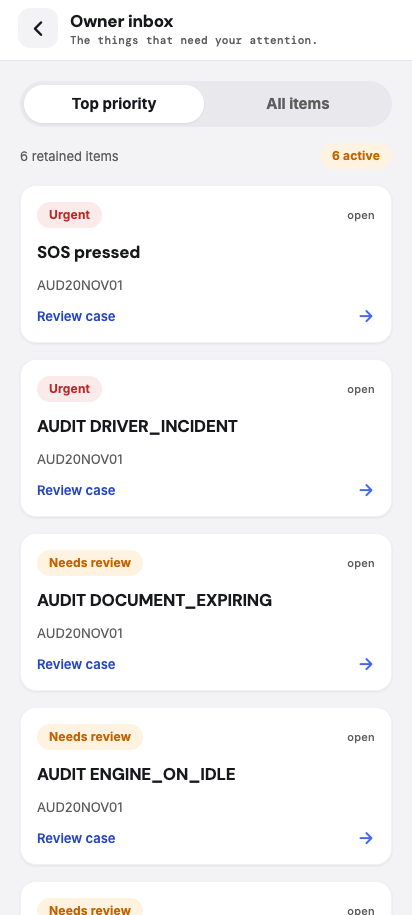 Owner inbox
The things that need your attention.
Top priority
All items
6 retained items
6 active
Urgent
open
SOS pressed
AUD20NOV01
Review case
Urgent
open
AUDIT DRIVER_INCIDENT
AUD20NOV01
Review case
Needs review
open
AUDIT DOCUMENT_EXPIRING
AUD20NOV01
Review case
Needs review
open
AUDIT ENGINE_ON_IDLE
AUD20NOV01
Review case
Needs review
open